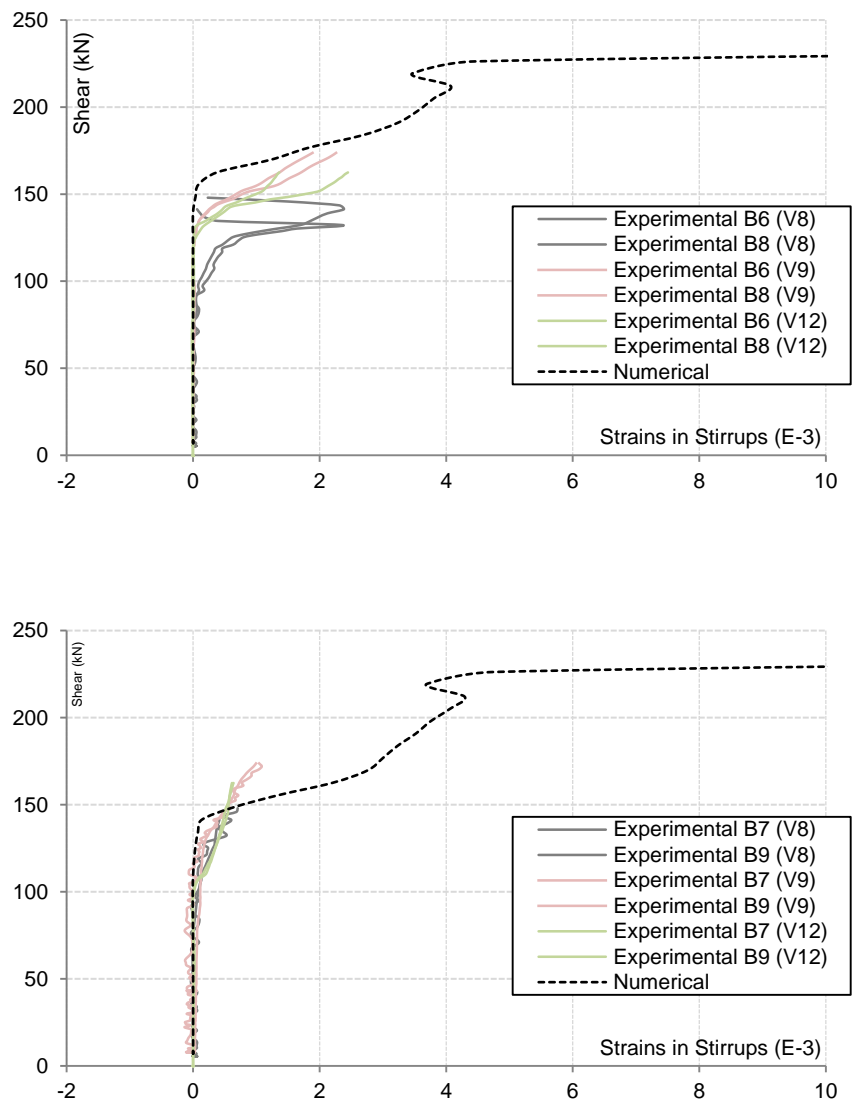 250
200
150
100
50
0
Shear (kN)
Experimental B6 (V8)
Experimental B8 (V8)
Experimental B6 (V9)
Experimental B8 (V9)
Experimental B6 (V12)
Experimental B8 (V12)
Numerical
Strains in Stirrups (E-3)
-2 0 2 4 6 8 10
250
200
150
100
50
0
Shear (kN)
Experimental B7 (V8)
Experimental B9 (V8)
Experimental B7 (V9)
Experimental B9 (V9)
Experimental B7 (V12)
Experimental B9 (V12)
Numerical
Strains in Stirrups (E-3)
-2 0 2 4 6 8 10